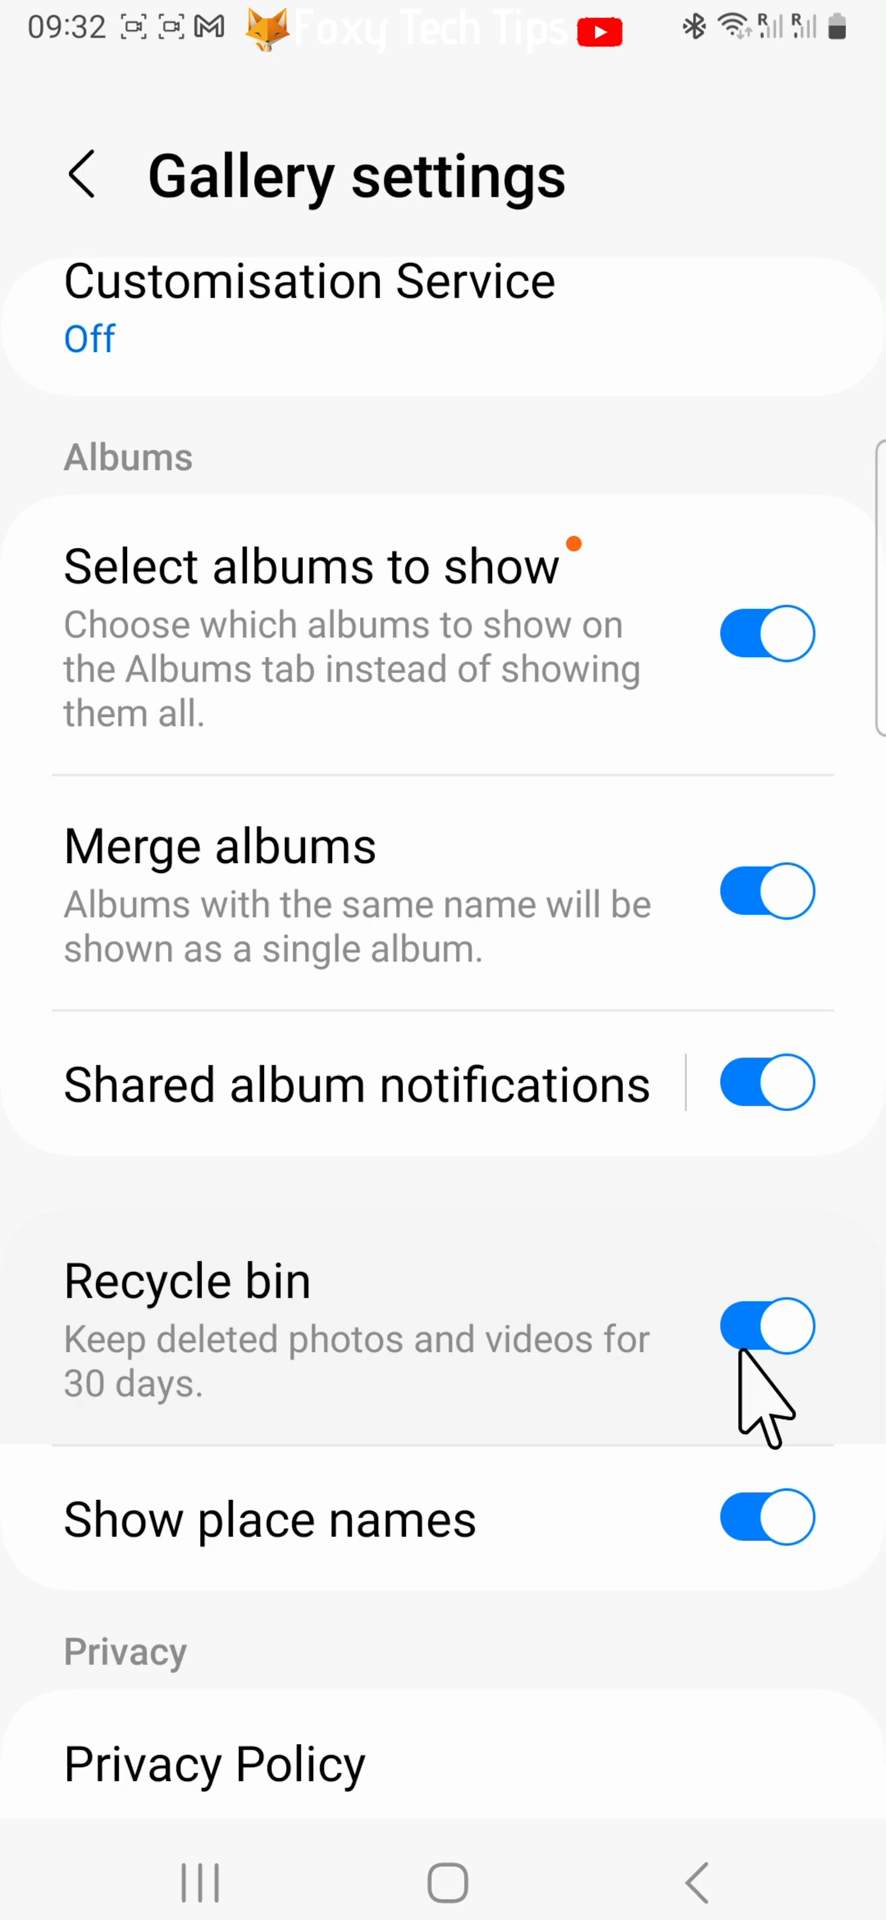 09:32
Foxy Tech Tips
Gallery settings
Customisation Service
Off
Albums
Select albums to show
Choose which albums to show on
the Albums tab instead of showing
them all.
Merge albums
Albums with the same name will be
shown as a single album.
Shared album notifications
Recycle bin
Keep deleted photos and videos for
30 days.
Show place names
Privacy
Privacy Policy